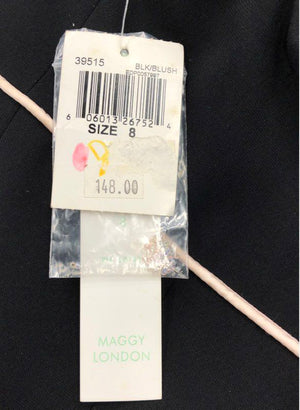 39515 BLK/BLUSH
6 06013 26752 4
SIZE 8
148.00
MAGGY
LONDON